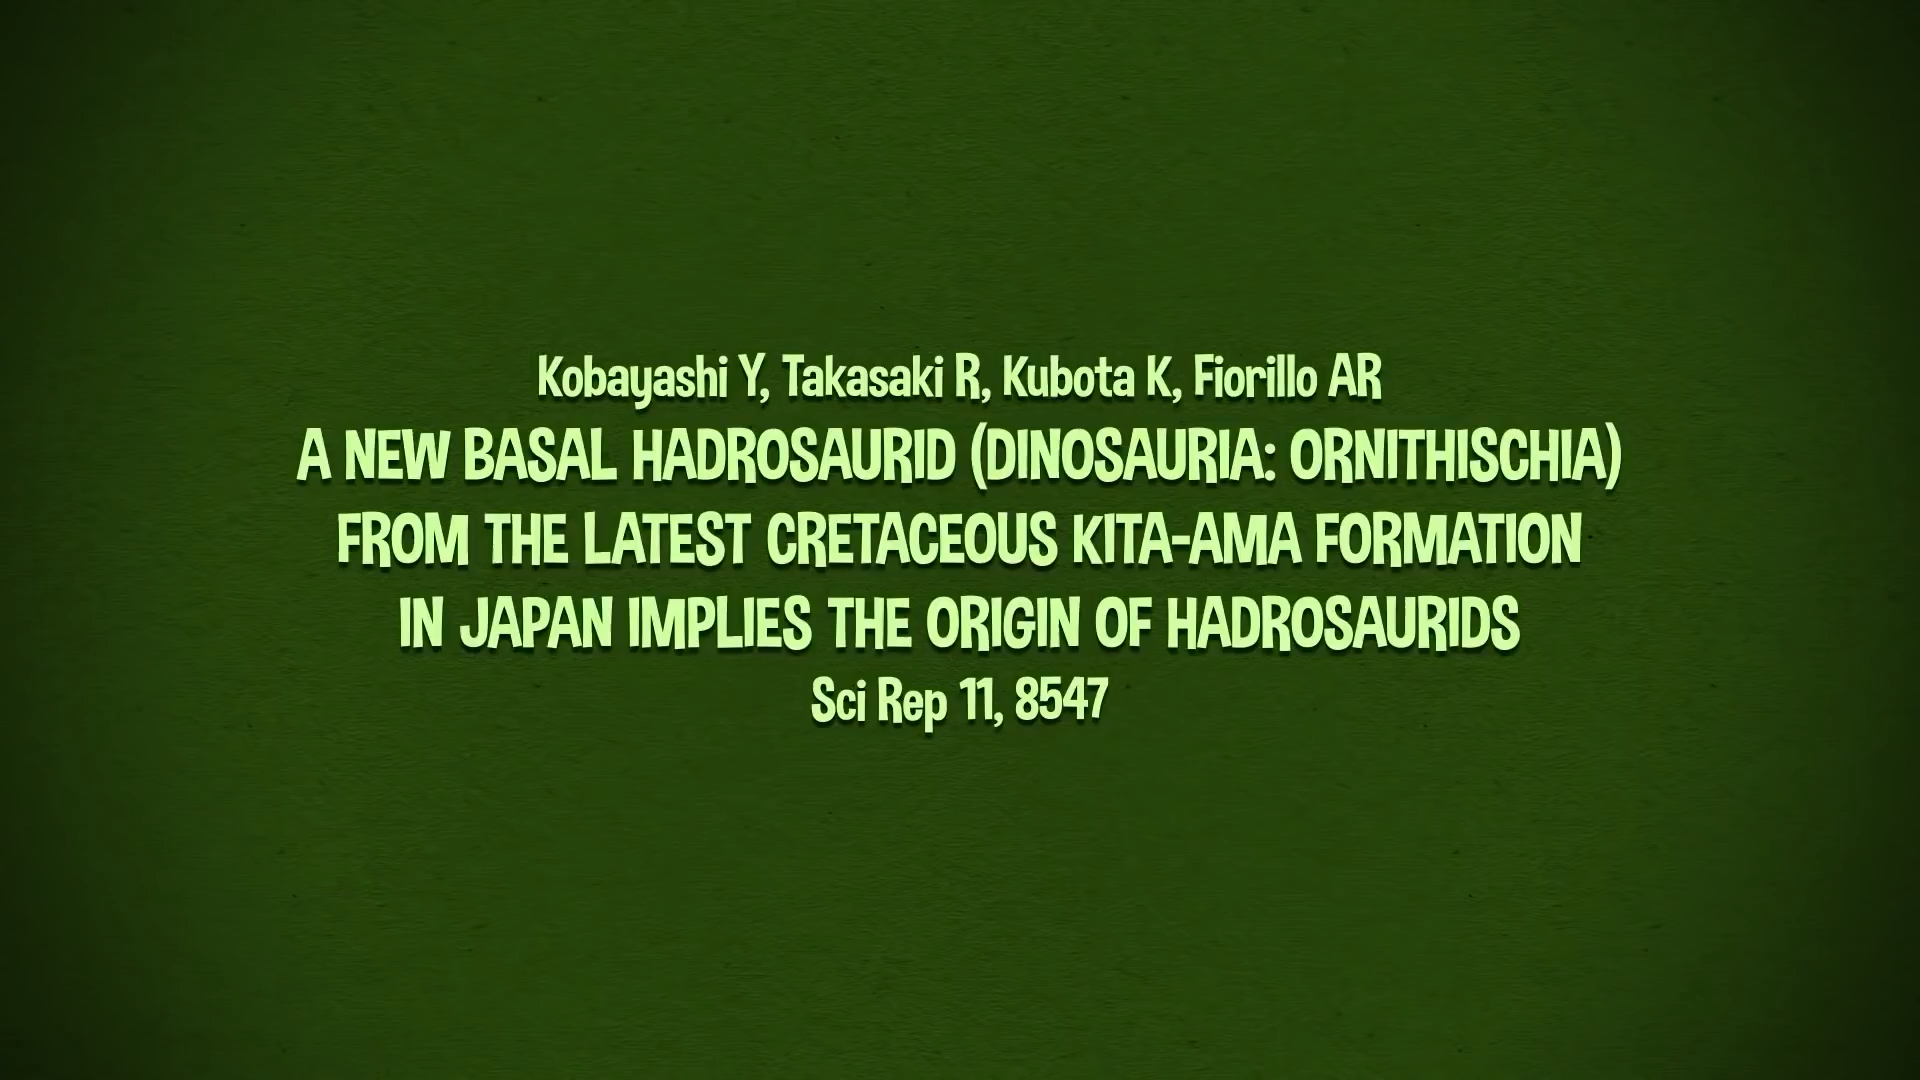 Kobayashi Y, Takasaki R, Kubota K, Fiorillo AR
A NEW BASAL HADROSAURID (DINOSAURIA: ORNITHISCHIA)
FROM THE LATEST CRETACEOUS KITA-AMA FORMATION
IN JAPAN IMPLIES THE ORIGIN OF HADROSAURIDS
Sci Rep 11, 8547